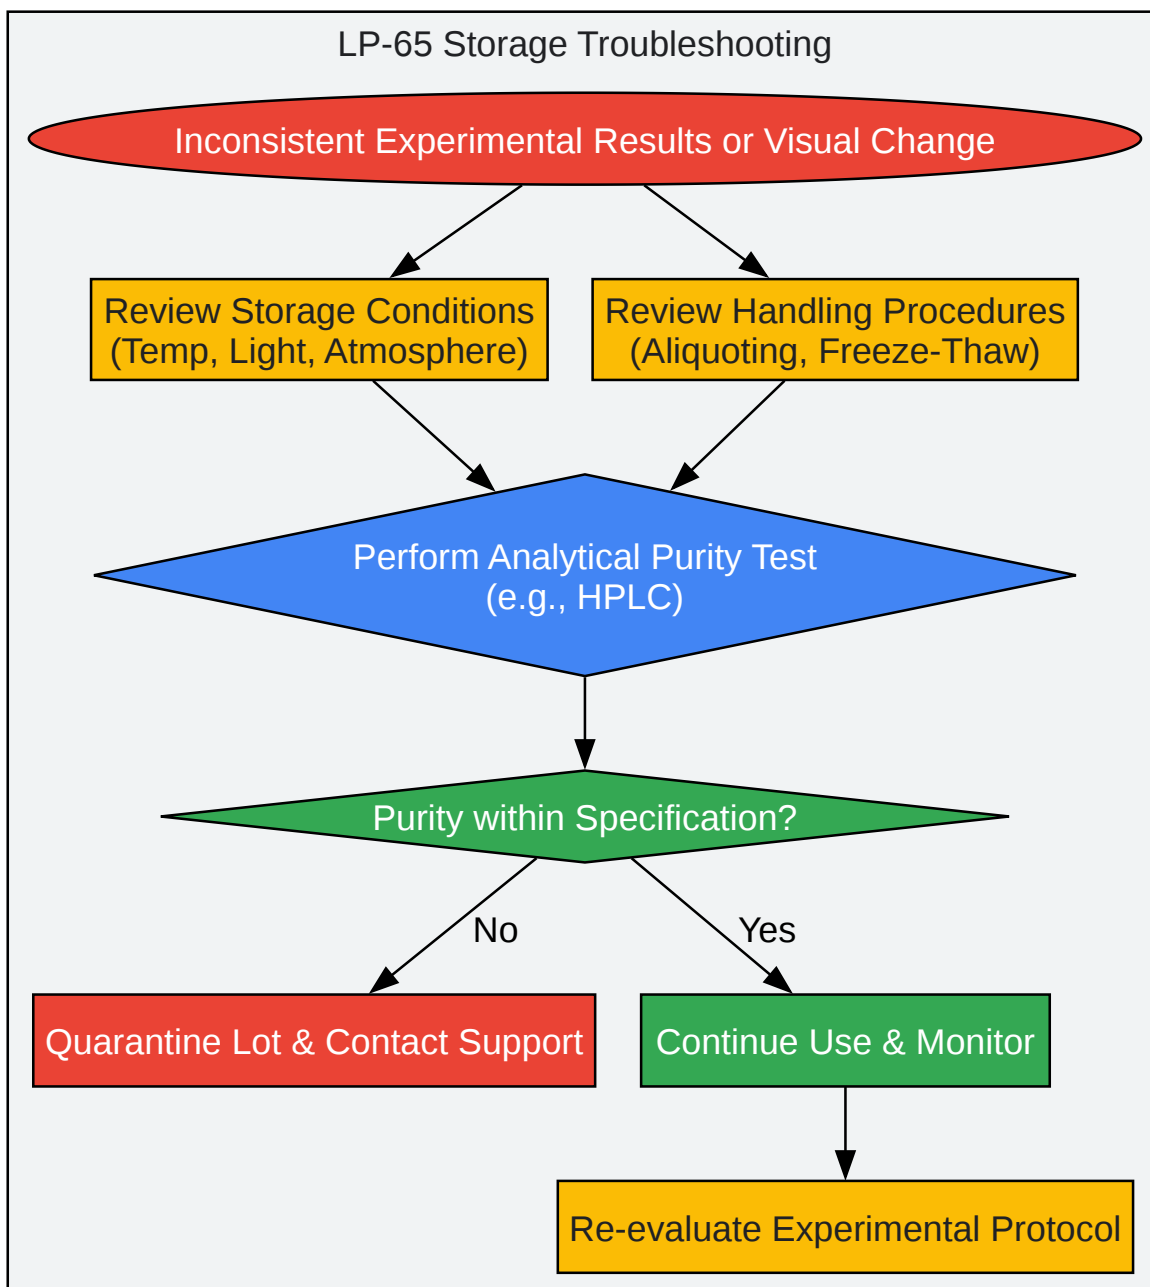 LP-65 Storage Troubleshooting
Inconsistent Experimental Results or Visual Change
Review Storage Conditions
(Temp, Light, Atmosphere)
Review Handling Procedures
(Aliquoting, Freeze-Thaw)
Perform Analytical Purity Test
(e.g., HPLC)
Purity within Specification?
No
Yes
Quarantine Lot & Contact Support
Continue Use & Monitor
Re-evaluate Experimental Protocol